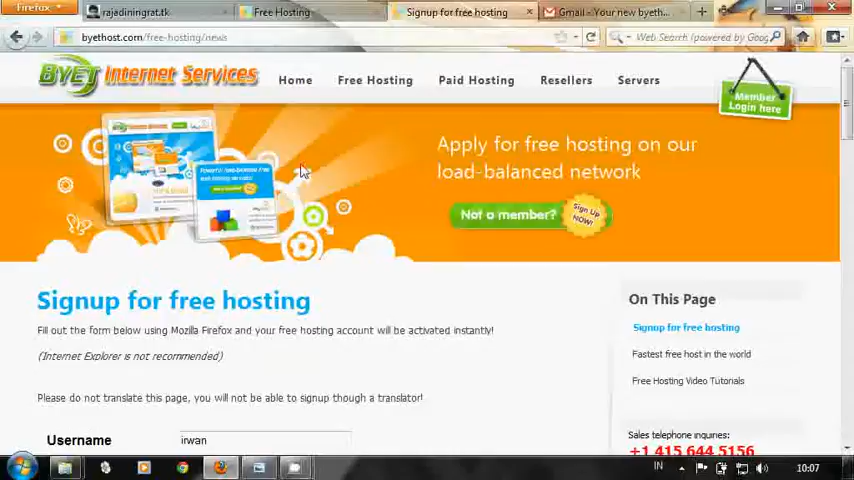 Firefox
rajadiningrat.tk
Free Hosting
Signup for free hosting
Gmail - Your new byeth...
byethost.com/free-hosting/news
Web Search (powered by Goog
BYET Internet Services
Home
Free Hosting
Paid Hosting
Resellers
Servers
Member
Login here
Apply for free hosting on our
load-balanced network
Not a member?
Sign Up
NOW!
Signup for free hosting
Fill out the form below using Mozilla Firefox and your free hosting account will be activated instantly!
(Internet Explorer is not recommended)
Please do not translate this page, you will not be able to signup though a translator!
Username
irwan
On This Page
Signup for free hosting
Fastest free host in the world
Free Hosting Video Tutorials
Sales telephone inquries:
+1 415 644 5156
IN
10:07